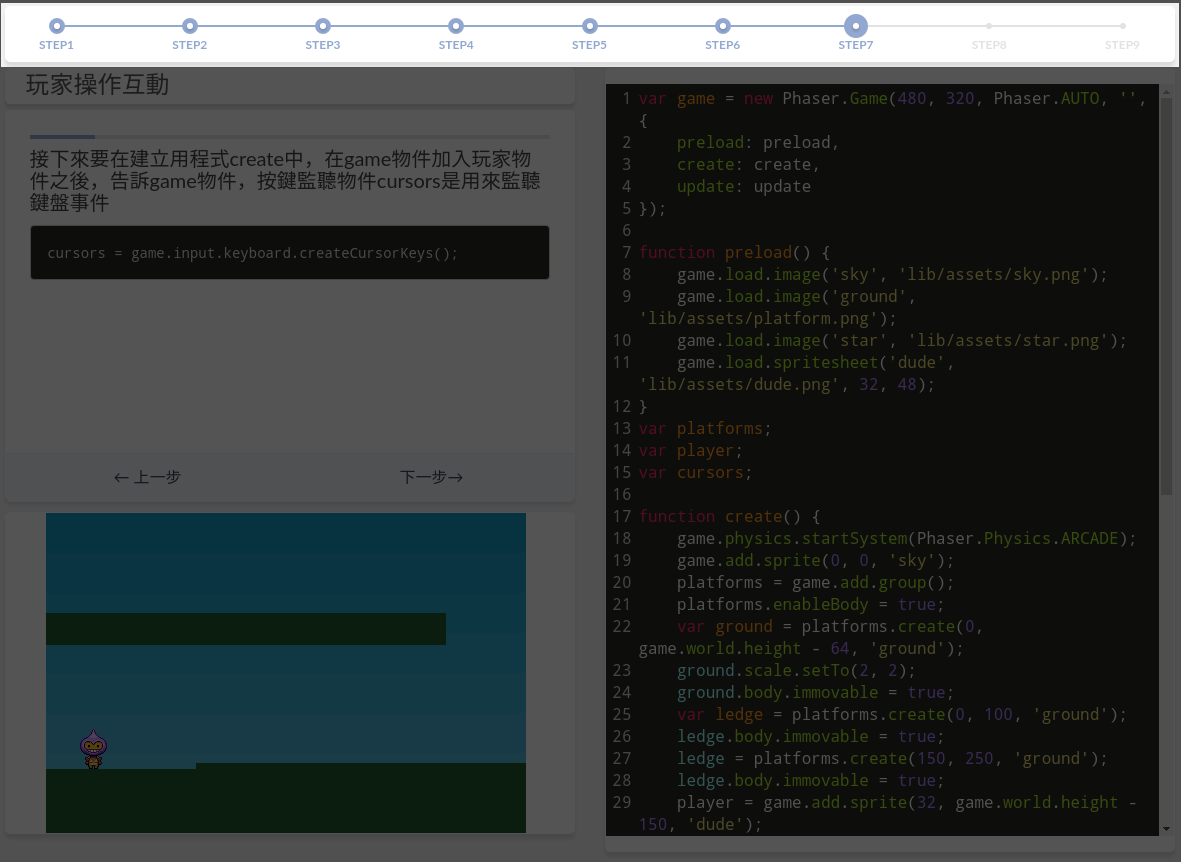 STEP1 STEP2 STEP3 STEP4 STEP5 STEP6 STEP7 STEP8 STEP9
玩家操作互動
接下來要在建立用程式create中，在game物件加入玩家物
件之後，告訴game物件，按鍵監聽物件cursors是用來監聽
鍵盤事件
cursors = game.input.keyboard.createCursorKeys();
← 上一步 下一步→
1 var game = new Phaser.Game(480, 320, Phaser.AUTO, '',
{
2     preload: preload,
3     create: create,
4     update: update
5 });
6
7 function preload() {
8     game.load.image('sky', 'lib/assets/sky.png');
9     game.load.image('ground',
'lib/assets/platform.png');
10     game.load.image('star', 'lib/assets/star.png');
11     game.load.spritesheet('dude',
'lib/assets/dude.png', 32, 48);
12 }
13 var platforms;
14 var player;
15 var cursors;
16
17 function create() {
18     game.physics.startSystem(Phaser.Physics.ARCADE);
19     game.add.sprite(0, 0, 'sky');
20     platforms = game.add.group();
21     platforms.enableBody = true;
22     var ground = platforms.create(0,
game.world.height - 64, 'ground');
23     ground.scale.setTo(2, 2);
24     ground.body.immovable = true;
25     var ledge = platforms.create(0, 100, 'ground');
26     ledge.body.immovable = true;
27     ledge = platforms.create(150, 250, 'ground');
28     ledge.body.immovable = true;
29     player = game.add.sprite(32, game.world.height -
150, 'dude');